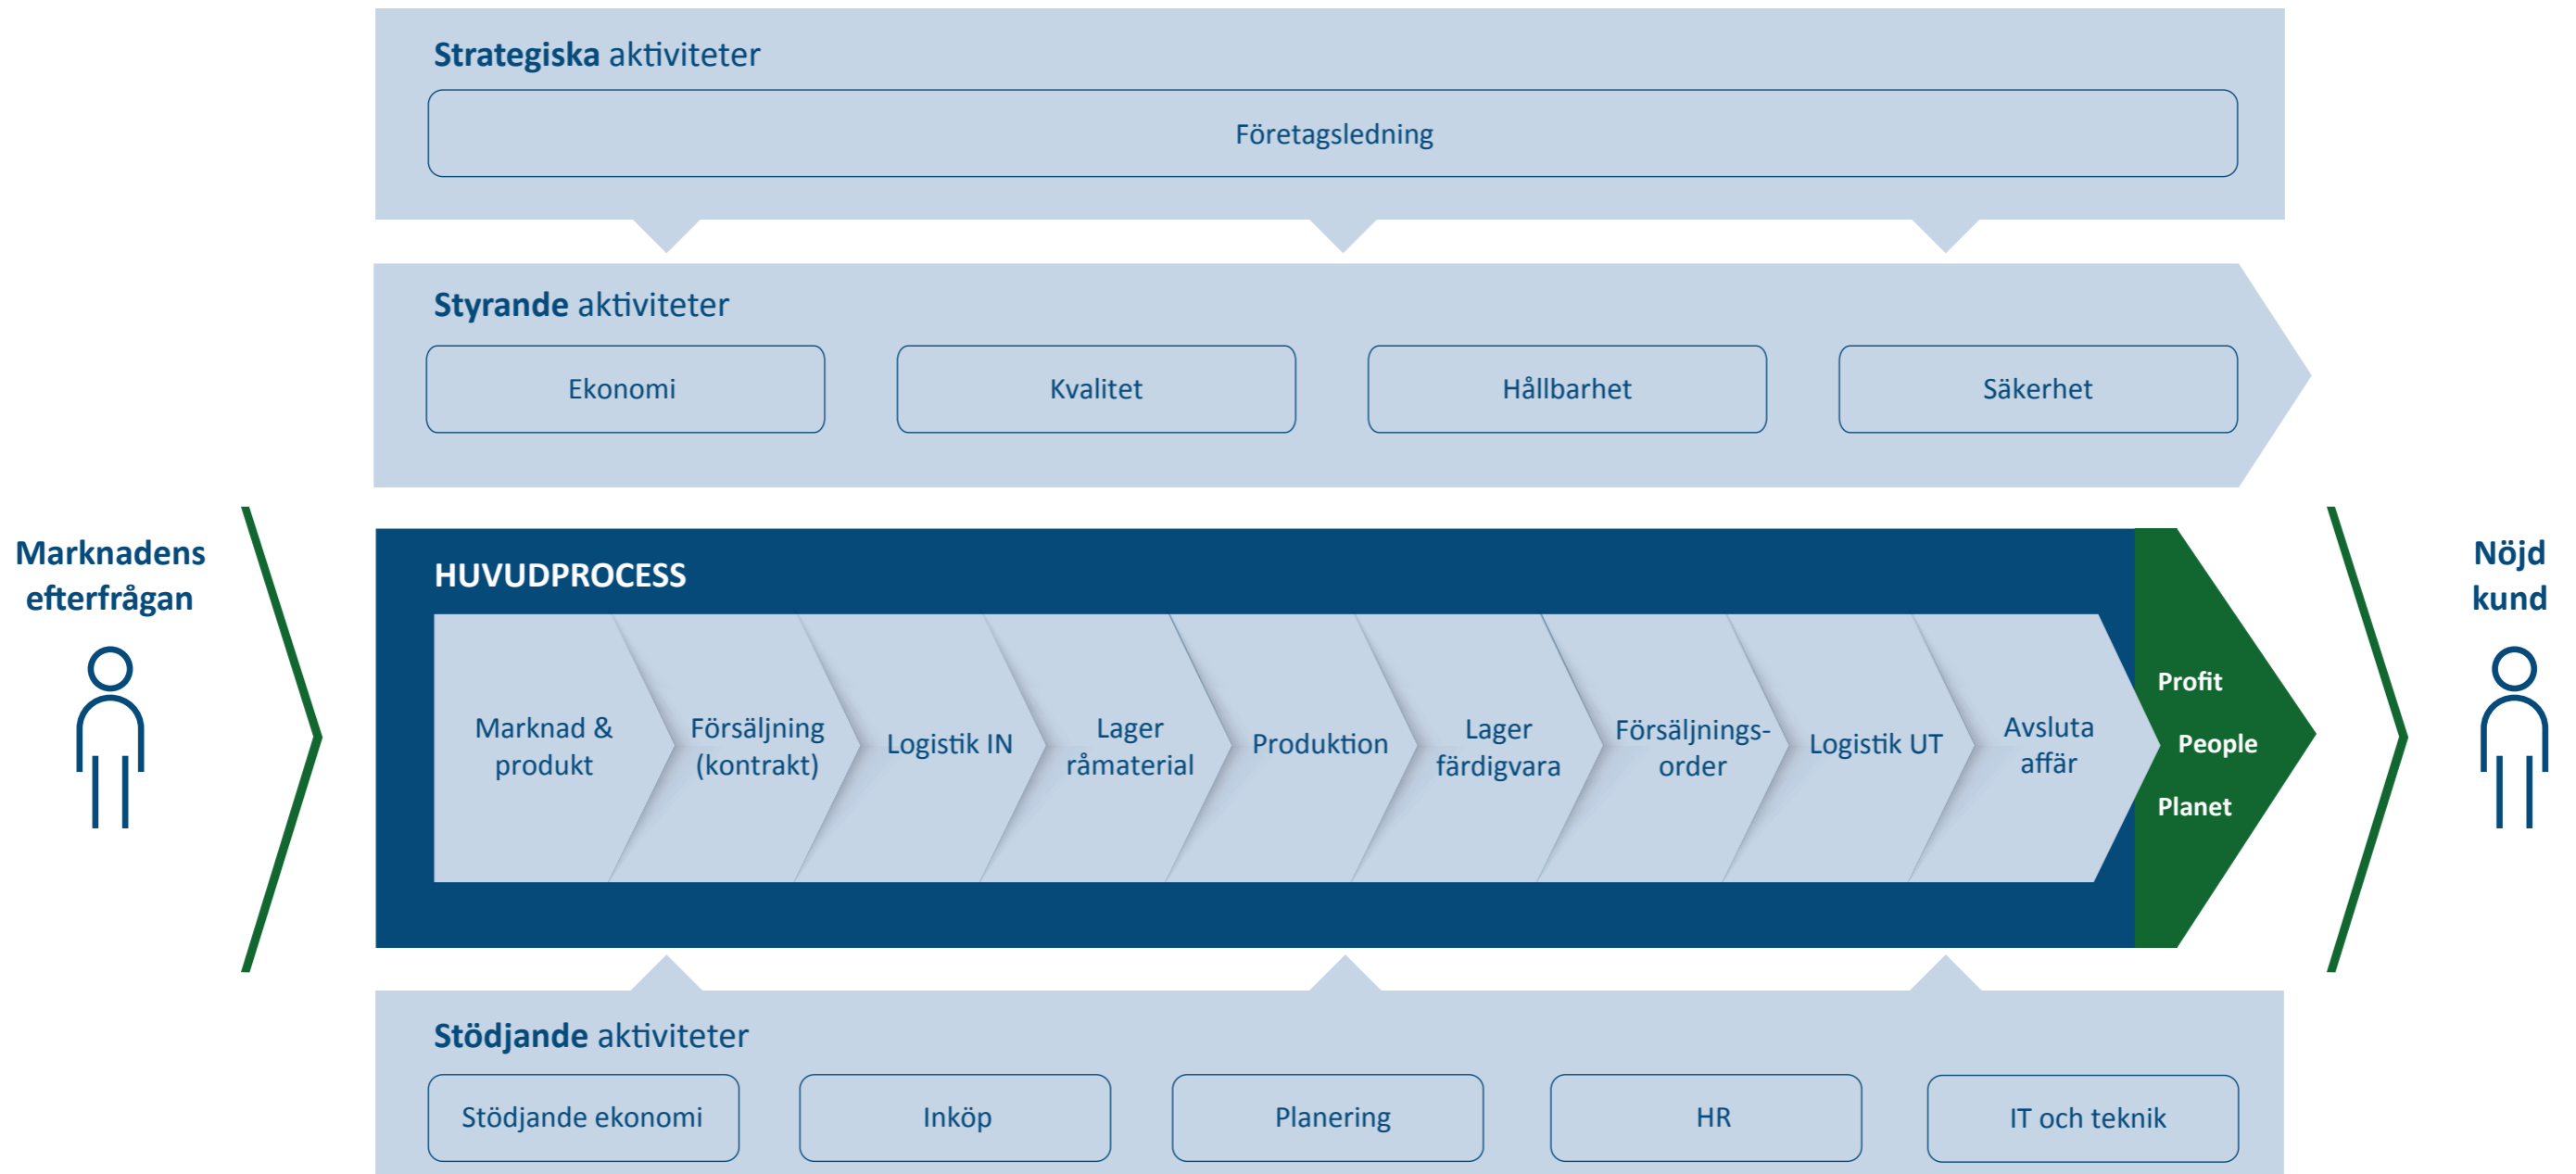 Strategiska aktiviteter
Företagsledning
Styrande aktiviteter
Ekonomi
Kvalitet
Hållbarhet
Säkerhet
Marknadens
efterfrågan
HUVUDPROCESS
Marknad &
produkt
Försäljning
(kontrakt)
Logistik IN
Lager
råmaterial
Produktion
Lager
färdigvara
Försäljnings-
order
Logistik UT
Avsluta
affär
Profit
People
Planet
Nöjd
kund
Stödjande aktiviteter
Stödjande ekonomi
Inköp
Planering
HR
IT och teknik